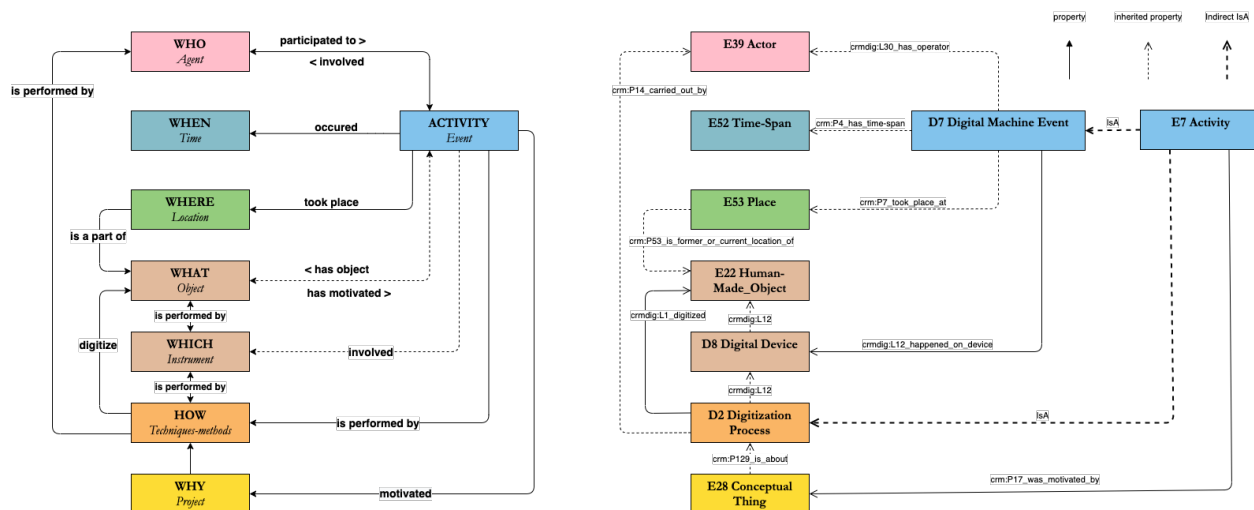 WHO
Agent
participated to >
< involved
is performed by
WHEN
Time
occured
ACTIVITY
Event
WHERE
Location
took place
is a part of
WHAT
Object
< has object
has motivated >
is performed by
digitize
WHICH
Instrument
involved
is performed by
HOW
Techniques-methods
is performed by
WHY
Project
motivated
property
inherited property
Indirect IsA
E39 Actor
crmdig:L30_has_operator
crm:P14_carried_out_by
E52 Time-Span
crm:P4_has_time-span
D7 Digital Machine Event
IsA
E7 Activity
E53 Place
crm:P7_took_place_at
crm:P53_is_former_or_current_location_of
E22 Human-
Made_Object
crmdig:L1_digitized
crmdig:L12
D8 Digital Device
crmdig:L12_happened_on_device
crmdig:L12
D2 Digitization
Process
IsA
crm:P129_is_about
E28 Conceptual
Thing
crm:P17_was_motivated_by